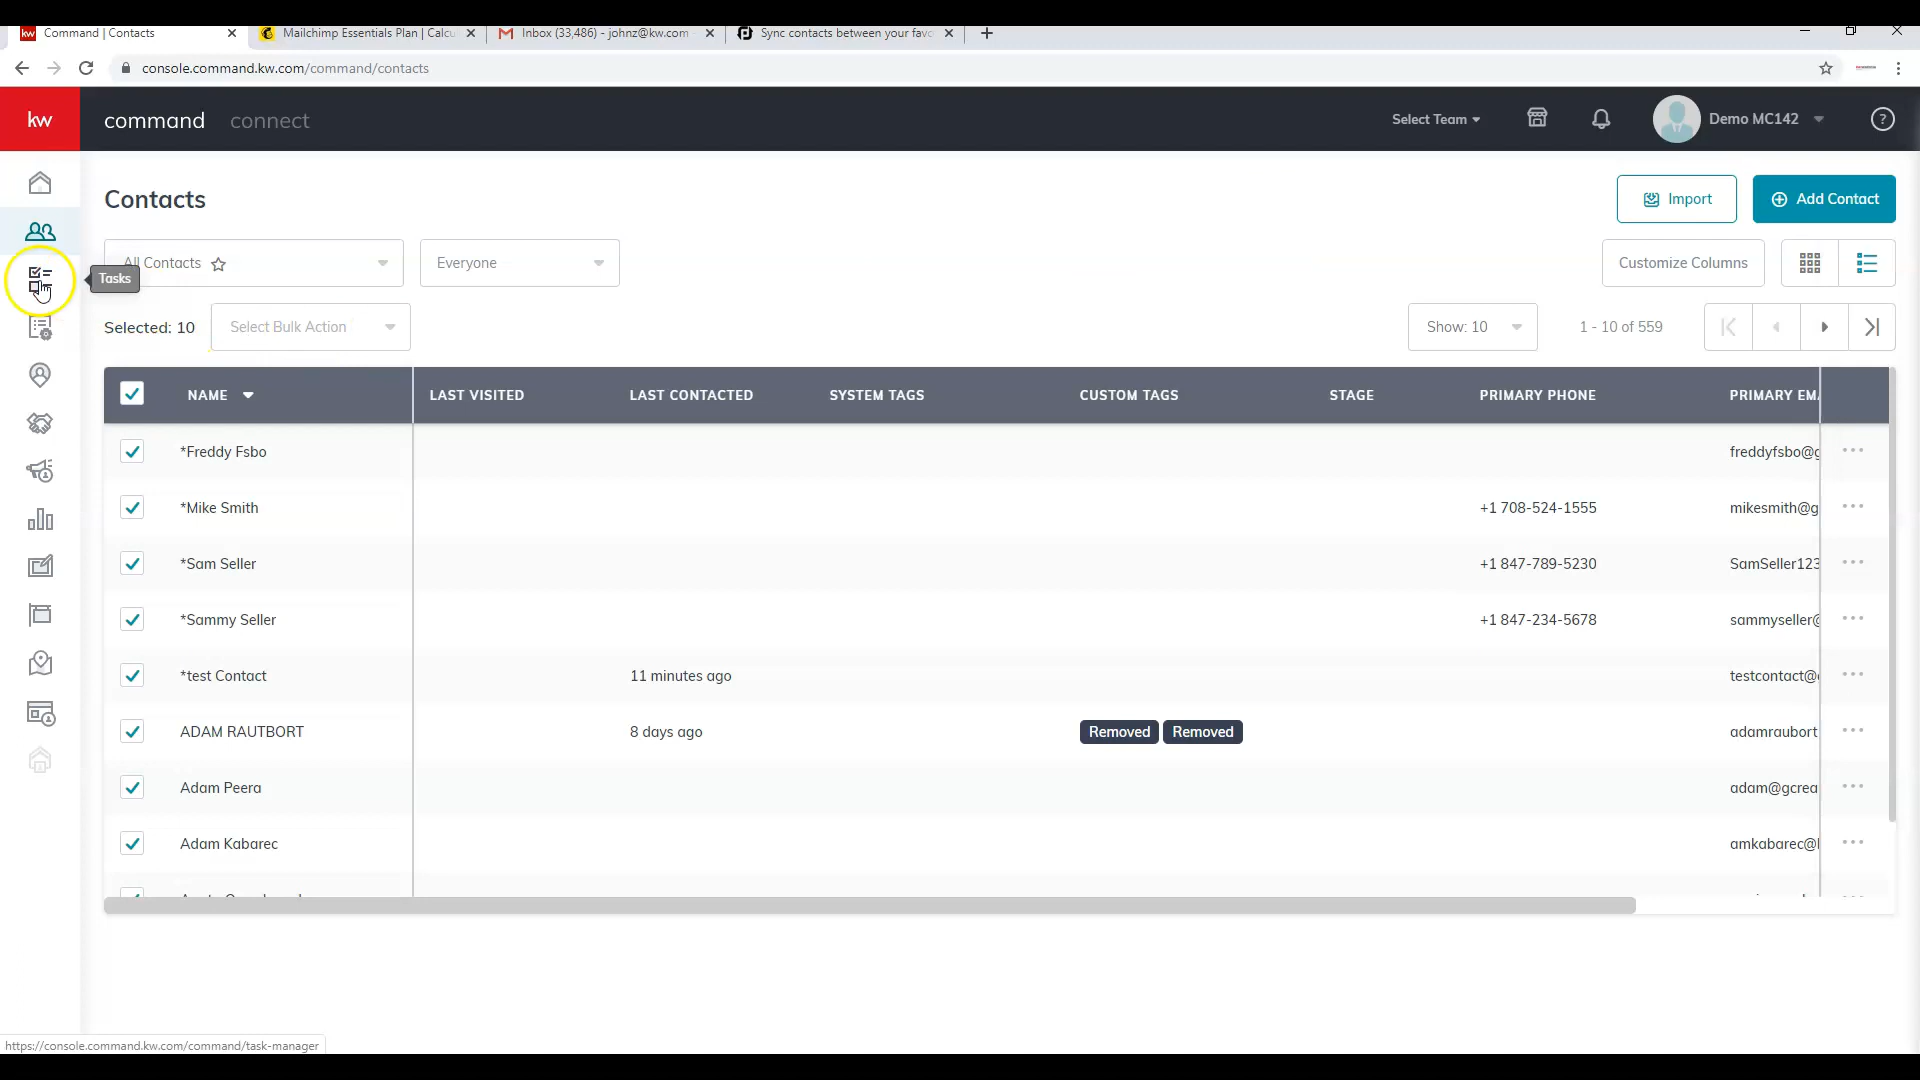 kw Command | Contacts
Mailchimp Essentials Plan | Calcu
Inbox (33,486) - johnz@kw.com
Sync contacts between your favo
console.command.kw.com/command/contacts
kw command connect Select Team Demo MC142 ?
Contacts Import Add Contact
All Contacts Everyone Customize Columns
Tasks
Selected: 10 Select Bulk Action Show: 10 1 - 10 of 559
NAME LAST VISITED LAST CONTACTED SYSTEM TAGS CUSTOM TAGS STAGE PRIMARY PHONE PRIMARY EMA
*Freddy Fsbo freddyfsbo@g
*Mike Smith +1 708-524-1555 mikesmith@g
*Sam Seller +1 847-789-5230 SamSeller123
*Sammy Seller +1 847-234-5678 sammyseller@
*test Contact 11 minutes ago testcontact@
ADAM RAUTBORT 8 days ago Removed Removed adamraubort
Adam Peera adam@gcrea
Adam Kabarec amkabarec@
https://console.command.kw.com/command/task-manager